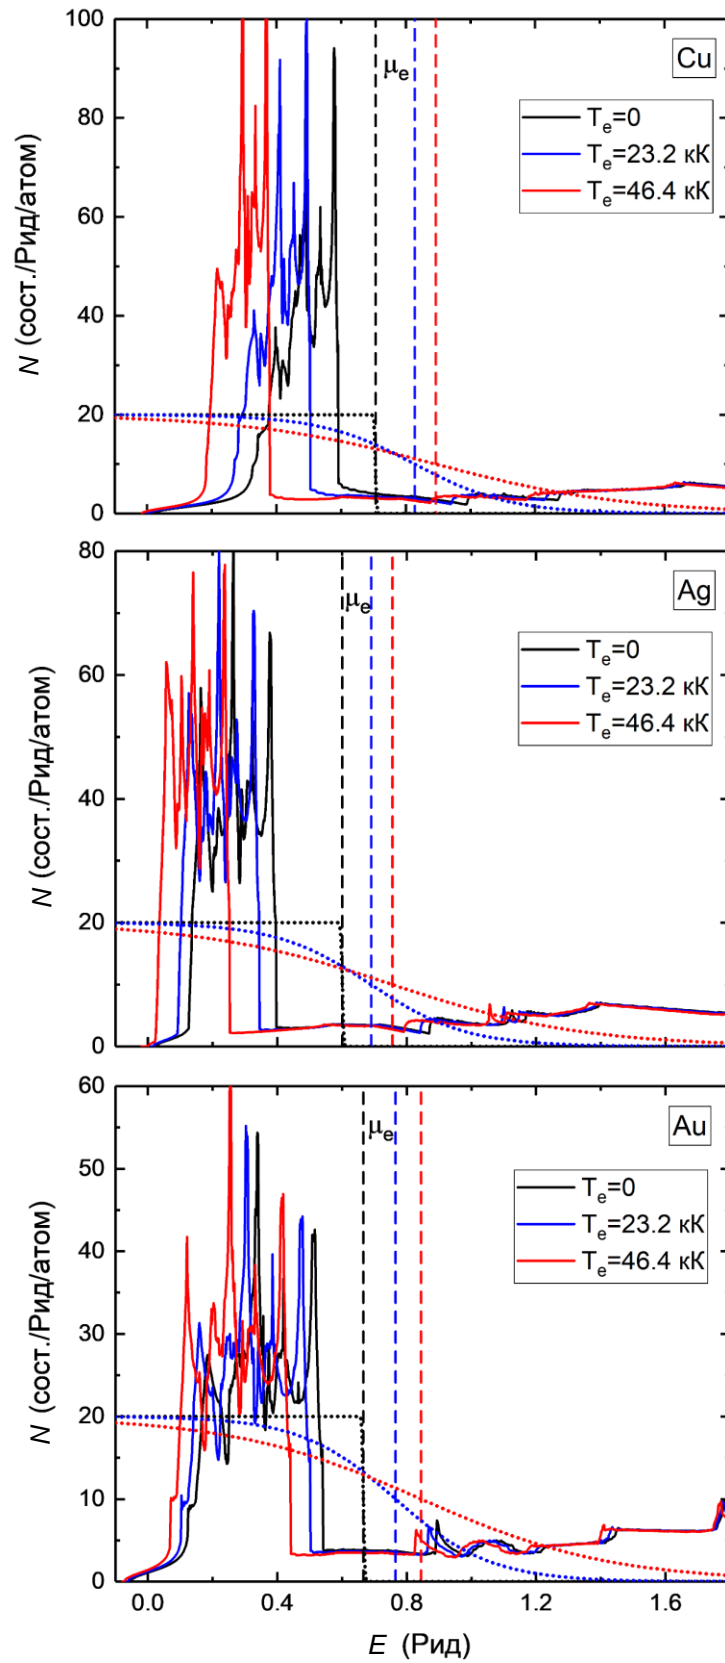 100
80
60
40
20
0
N (сост./Рид/атом)
μe
Cu
Te=0
Te=23.2 кК
Te=46.4 кК
80
60
40
20
0
N (сост./Рид/атом)
μe
Ag
Te=0
Te=23.2 кК
Te=46.4 кК
60
50
40
30
20
10
0
N (сост./Рид/атом)
μe
Au
Te=0
Te=23.2 кК
Te=46.4 кК
0.0 0.4 0.8 1.2 1.6
E (Рид)